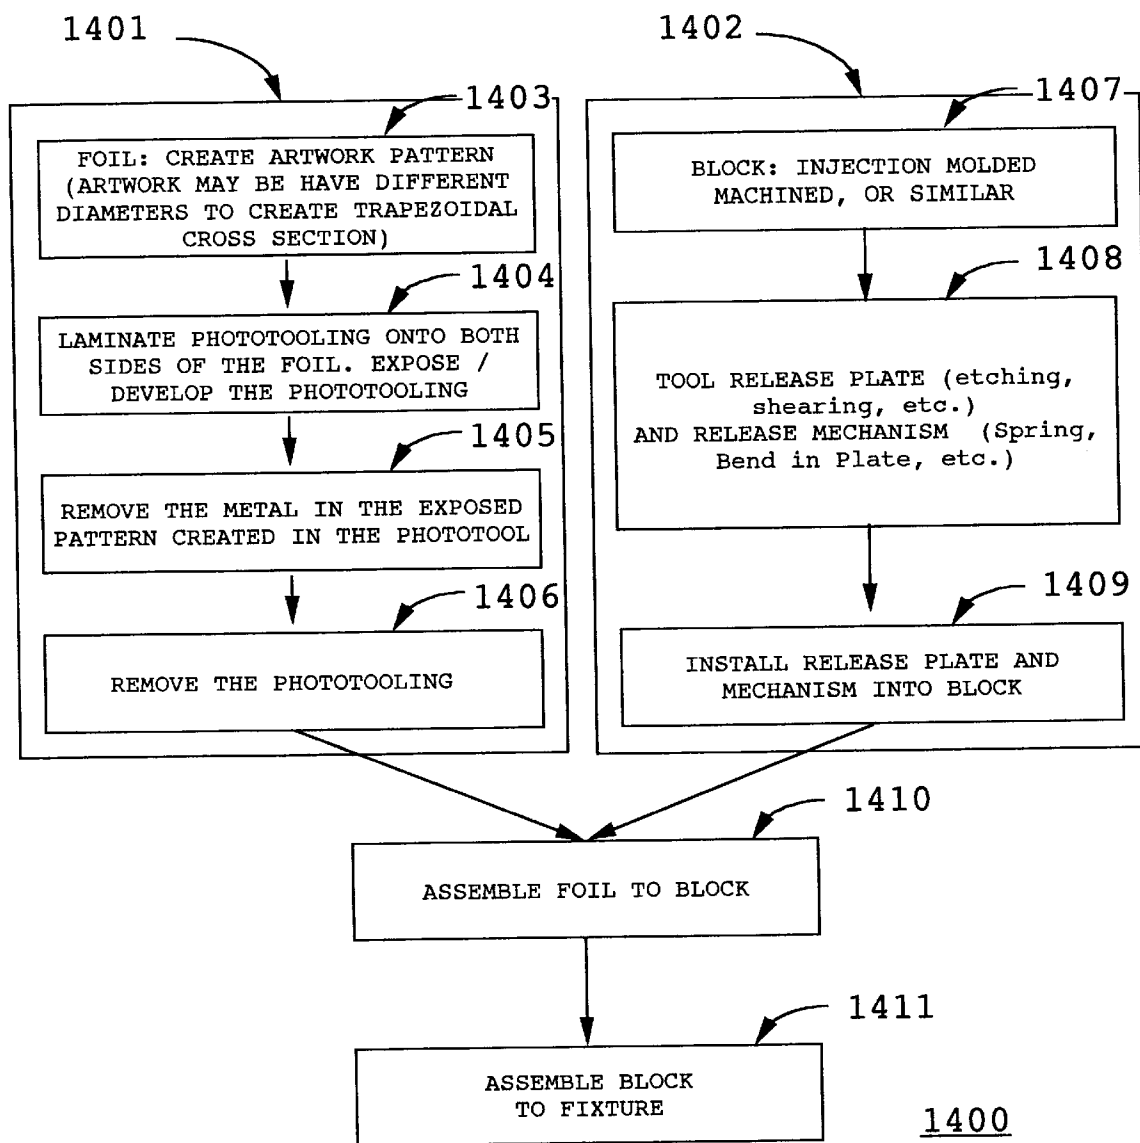 1401
1402
1403
FOIL: CREATE ARTWORK PATTERN
(ARTWORK MAY BE HAVE DIFFERENT
DIAMETERS TO CREATE TRAPEZOIDAL
CROSS SECTION)
1404
LAMINATE PHOTOTOOLING ONTO BOTH
SIDES OF THE FOIL. EXPOSE /
DEVELOP THE PHOTOTOOLING
1405
REMOVE THE METAL IN THE EXPOSED
PATTERN CREATED IN THE PHOTOTOOL
1406
REMOVE THE PHOTOTOOLING
1407
BLOCK: INJECTION MOLDED
MACHINED, OR SIMILAR
1408
TOOL RELEASE PLATE (etching,
shearing, etc.)
AND RELEASE MECHANISM (Spring,
Bend in Plate, etc.)
1409
INSTALL RELEASE PLATE AND
MECHANISM INTO BLOCK
1410
ASSEMBLE FOIL TO BLOCK
1411
ASSEMBLE BLOCK
TO FIXTURE
1400